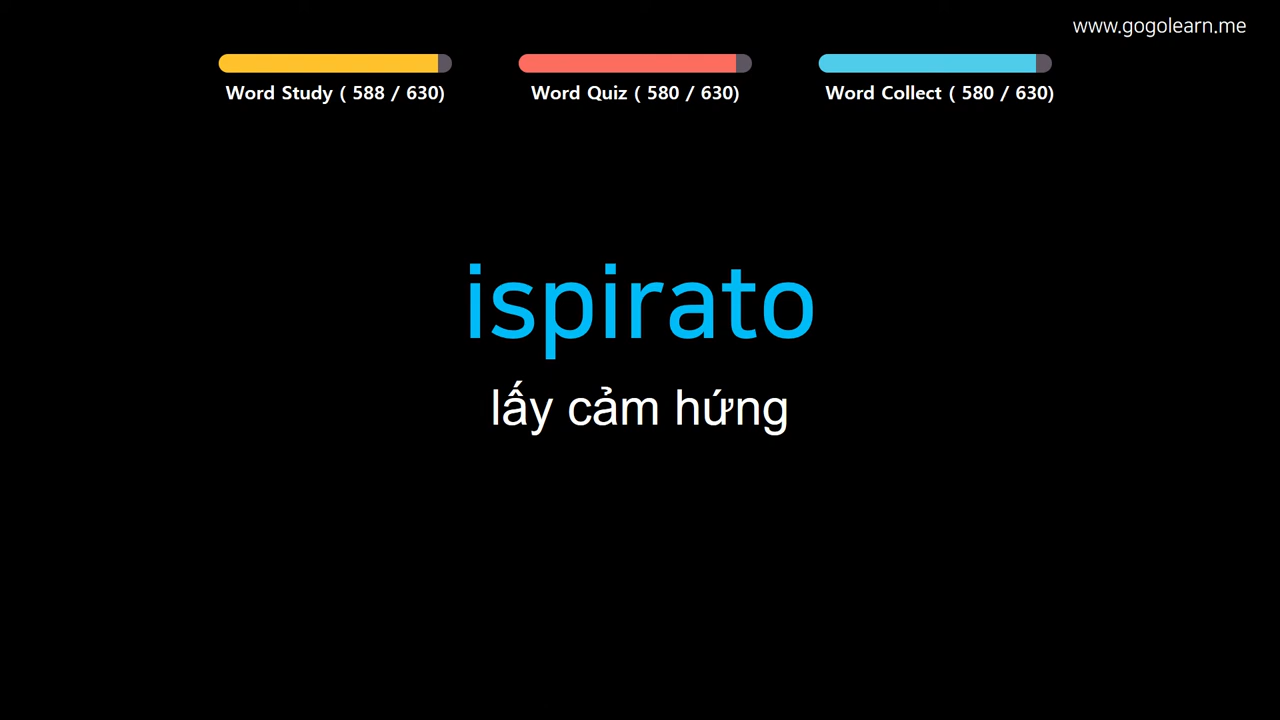 www.gogolearn.me
Word Study ( 588 / 630)
Word Quiz ( 580 / 630)
Word Collect ( 580 / 630)
ispirato
lấy cảm hứng